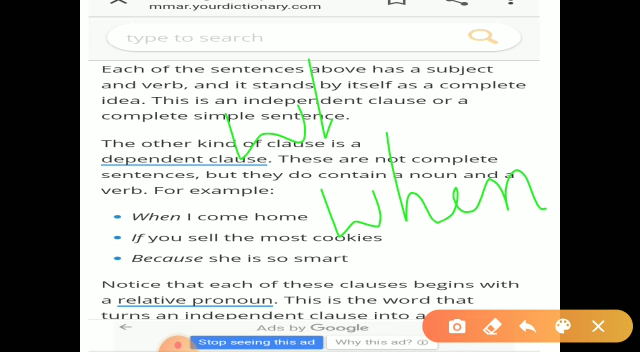 mmar.yourdictionary.com
type to search
Each of the sentences above has a subject
and verb, and it stands by itself as a complete
idea. This is an independent clause or a
complete simple sentence.
wh
The other kind of clause is a
dependent clause. These are not complete
sentences, but they do contain a noun and a
verb. For example:
when
• When I come home
• If you sell the most cookies
• Because she is so smart
Notice that each of these clauses begins with
a relative pronoun. This is the word that
turns an independent clause into a
Ads by Google
Stop seeing this ad
Why this ad?